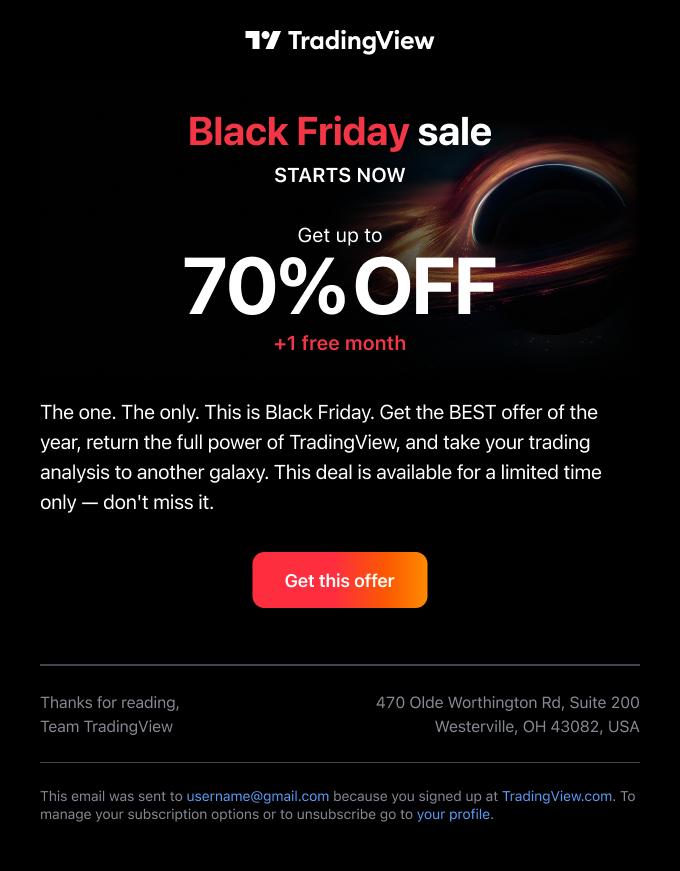 TradingView
Black Friday sale
STARTS NOW
Get up to
70% OFF
+1 free month
The one. The only. This is Black Friday. Get the BEST offer of the
year, return the full power of TradingView, and take your trading
analysis to another galaxy. This deal is available for a limited time
only — don't miss it.
Get this offer
Thanks for reading,
Team TradingView
470 Olde Worthington Rd, Suite 200
Westerville, OH 43082, USA
This email was sent to username@gmail.com because you signed up at TradingView.com. To
manage your subscription options or to unsubscribe go to your profile.